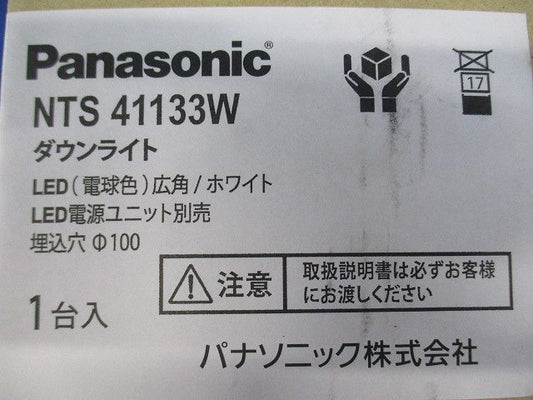 Panasonic®
NTS 41133W
ダウンライト
LED（電球色）広角/ホワイト
LED電源ユニット別売
埋込穴 Φ100
1台入
注意
取扱説明書は必ずお客様
にお渡しください
パナソニック株式会社
17